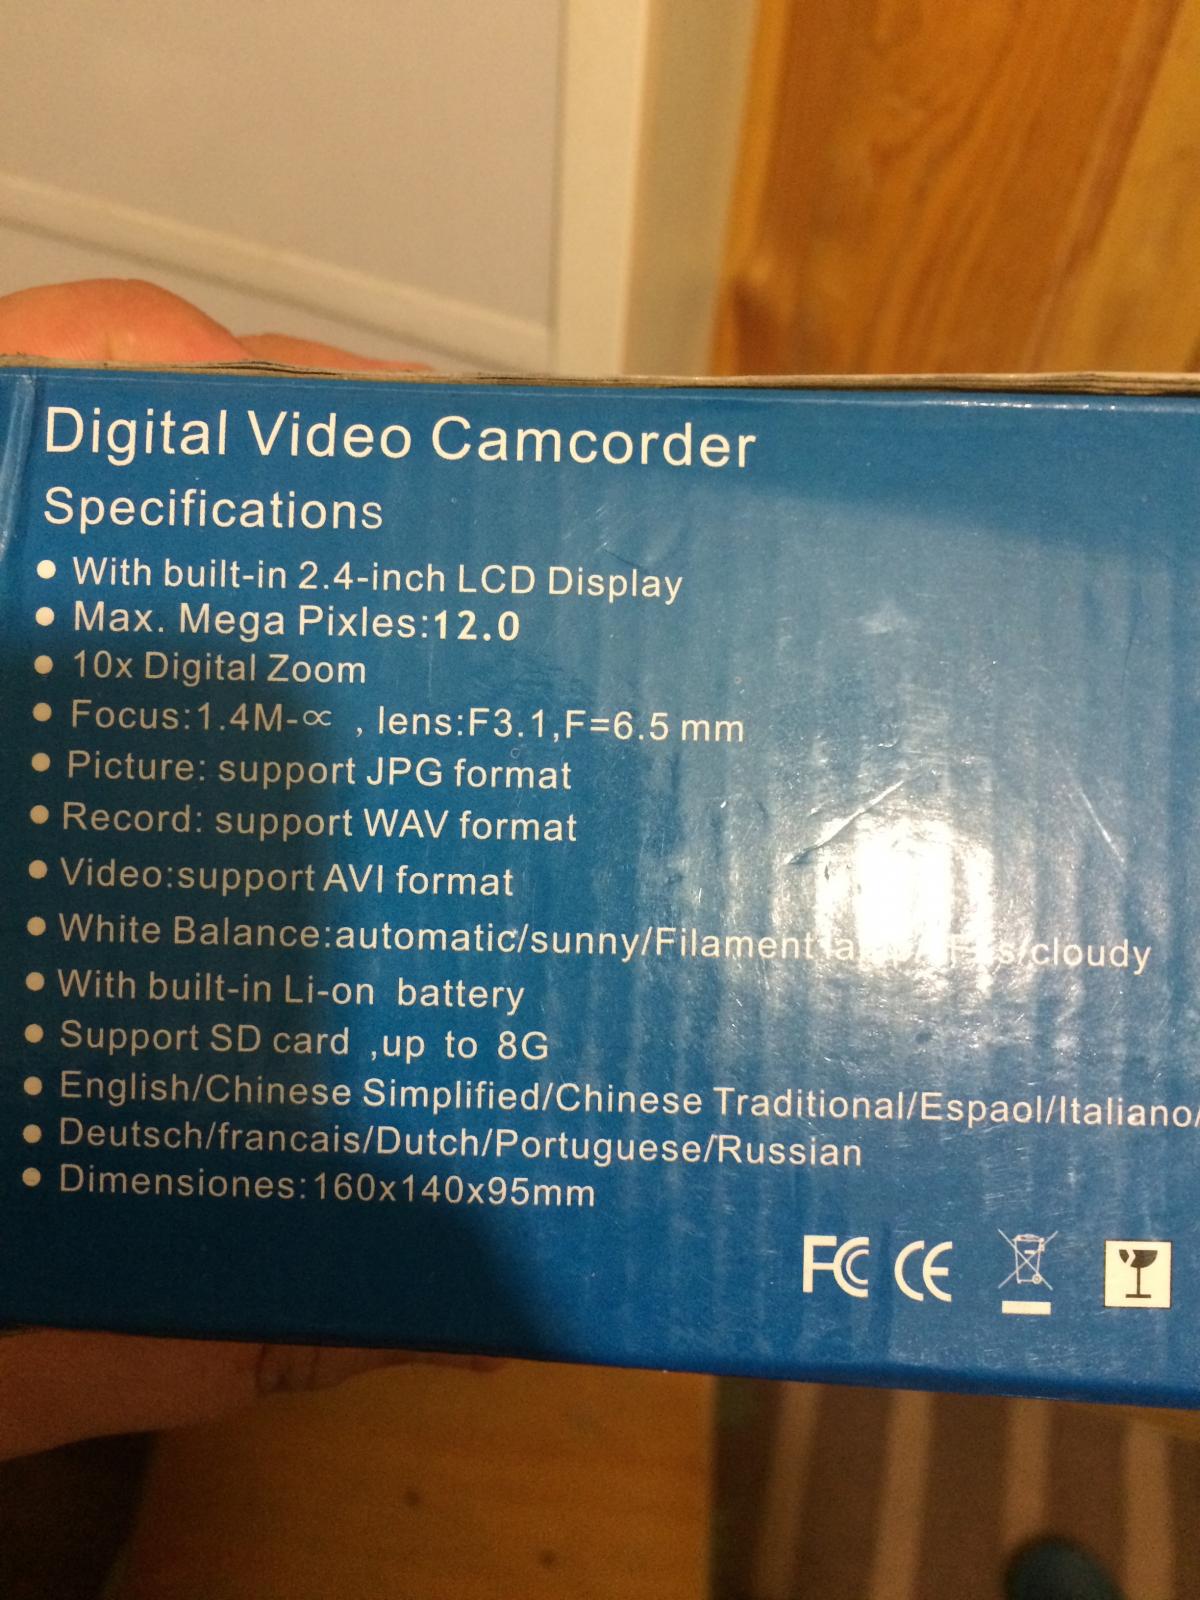 Digital Video Camcorder
Specifications
● With built-in 2.4-inch LCD Display
● Max. Mega Pixles:12.0
● 10x Digital Zoom
● Focus:1.4M-∝ , lens:F3.1,F=6.5 mm
● Picture: support JPG format
● Record: support WAV format
● Video:support AVI format
● White Balance:automatic/sunny/Filament /cloudy
● With built-in Li-on battery
● Support SD card ,up to 8G
● English/Chinese Simplified/Chinese Traditional/Espaol/Italiano/
● Deutsch/francais/Dutch/Portuguese/Russian
● Dimensiones:160x140x95mm
FC CE